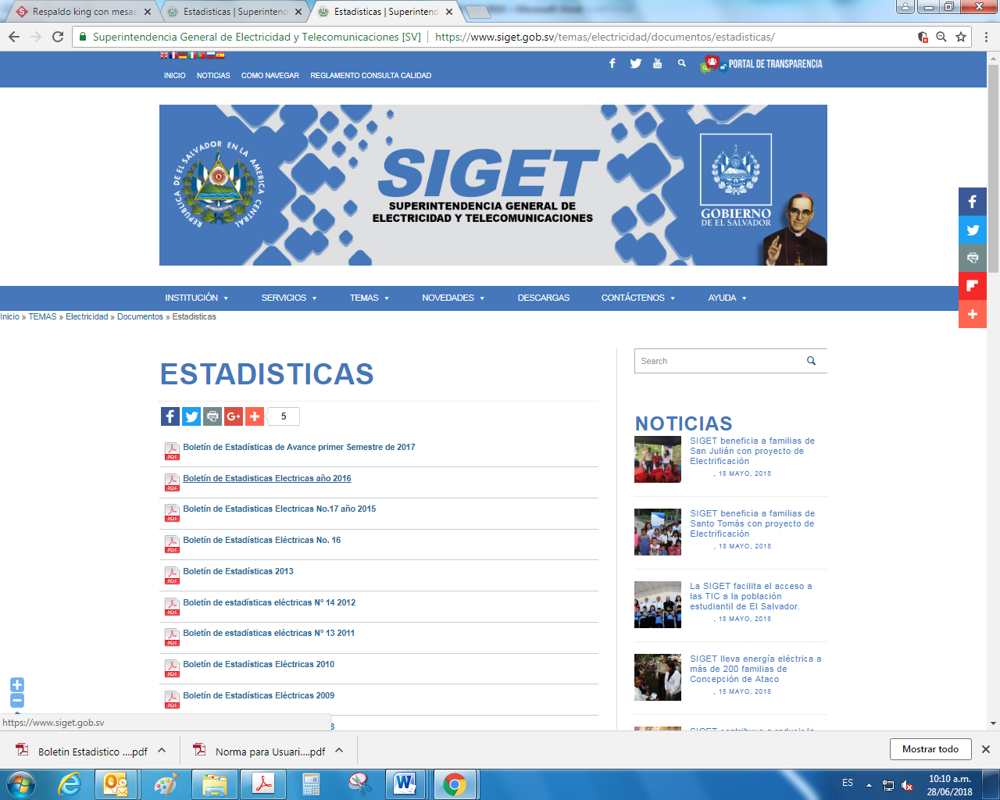 Respaldo king con mesas
Estadisticas | Superintend
Estadisticas | Superintend
Superintendencia General de Electricidad y Telecomunicaciones [SV]
https://www.siget.gob.sv/temas/electricidad/documentos/estadisticas/
INICIO NOTICIAS COMO NAVEGAR REGLAMENTO CONSULTA CALIDAD
PORTAL DE TRANSPARENCIA
REPUBLICA DE EL SALVADOR EN LA AMERICA CENTRAL
SIGET
SUPERINTENDENCIA GENERAL DE
ELECTRICIDAD Y TELECOMUNICACIONES
GOBIERNO
DE EL SALVADOR
INSTITUCIÓN SERVICIOS TEMAS NOVEDADES DESCARGAS CONTÁCTENOS AYUDA
Inicio » TEMAS » Electricidad » Documentos » Estadisticas
ESTADISTICAS
5
Boletín de Estadísticas de Avance primer Semestre de 2017
Boletín de Estadisticas Electricas año 2016
Boletín de Estadisticas Electricas No.17 año 2015
Boletín de Estadísticas Eléctricas No. 16
Boletín de Estadísticas 2013
Boletín de estadísticas eléctricas Nº 14 2012
Boletín de estadísticas eléctricas Nº 13 2011
Boletín de Estadísticas Eléctricas 2010
Boletín de Estadísticas Eléctricas 2009
Search
NOTICIAS
SIGET beneficia a familias de
San Julián con proyecto de
Electrificación
, 18 MAYO, 2018
SIGET beneficia a familias de
Santo Tomás con proyecto de
Electrificación
, 18 MAYO, 2018
La SIGET facilita el acceso a
las TIC a la población
estudiantil de El Salvador.
, 18 MAYO, 2018
SIGET lleva energía eléctrica a
más de 200 familias de
Concepción de Ataco
, 18 MAYO, 2018
https://www.siget.gob.sv
Boletin Estadistico ....pdf
Norma para Usuari....pdf
Mostrar todo
ES
10:10 a.m.
28/06/2018